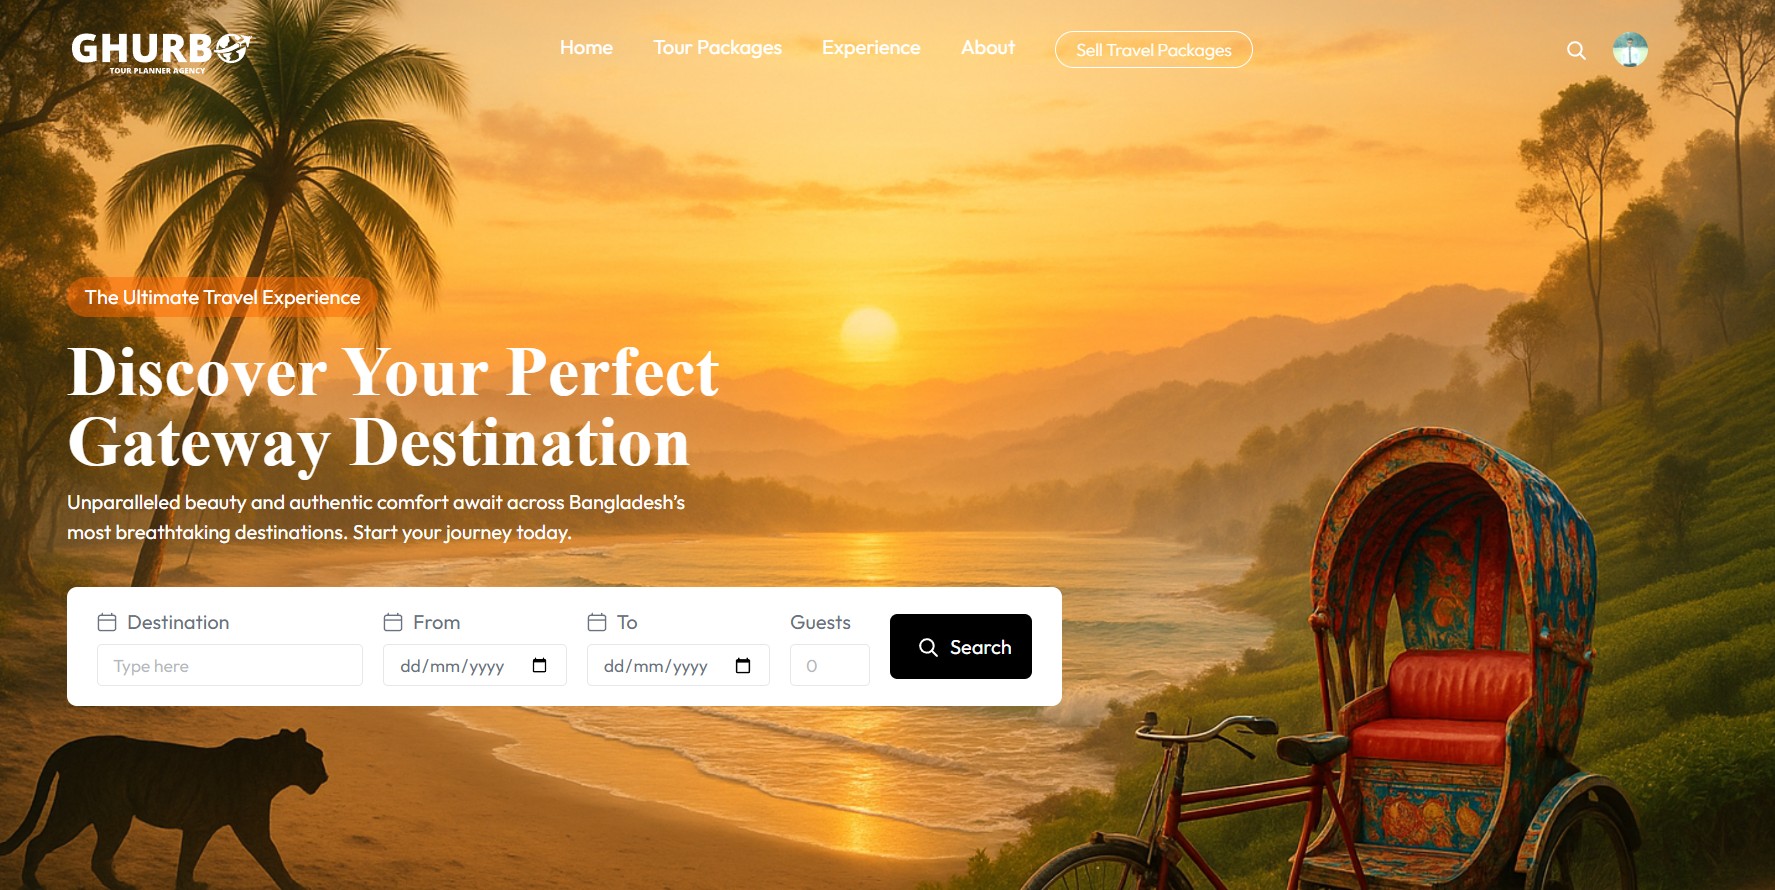 GHURBO
TOUR PLANNER AGENCY
Home
Tour Packages
Experience
About
Sell Travel Packages
The Ultimate Travel Experience
Discover Your Perfect
Gateway Destination
Unparalleled beauty and authentic comfort await across Bangladesh’s
most breathtaking destinations. Start your journey today.
Destination
From
To
Guests
Type here
dd/mm/yyyy
dd/mm/yyyy
0
Search